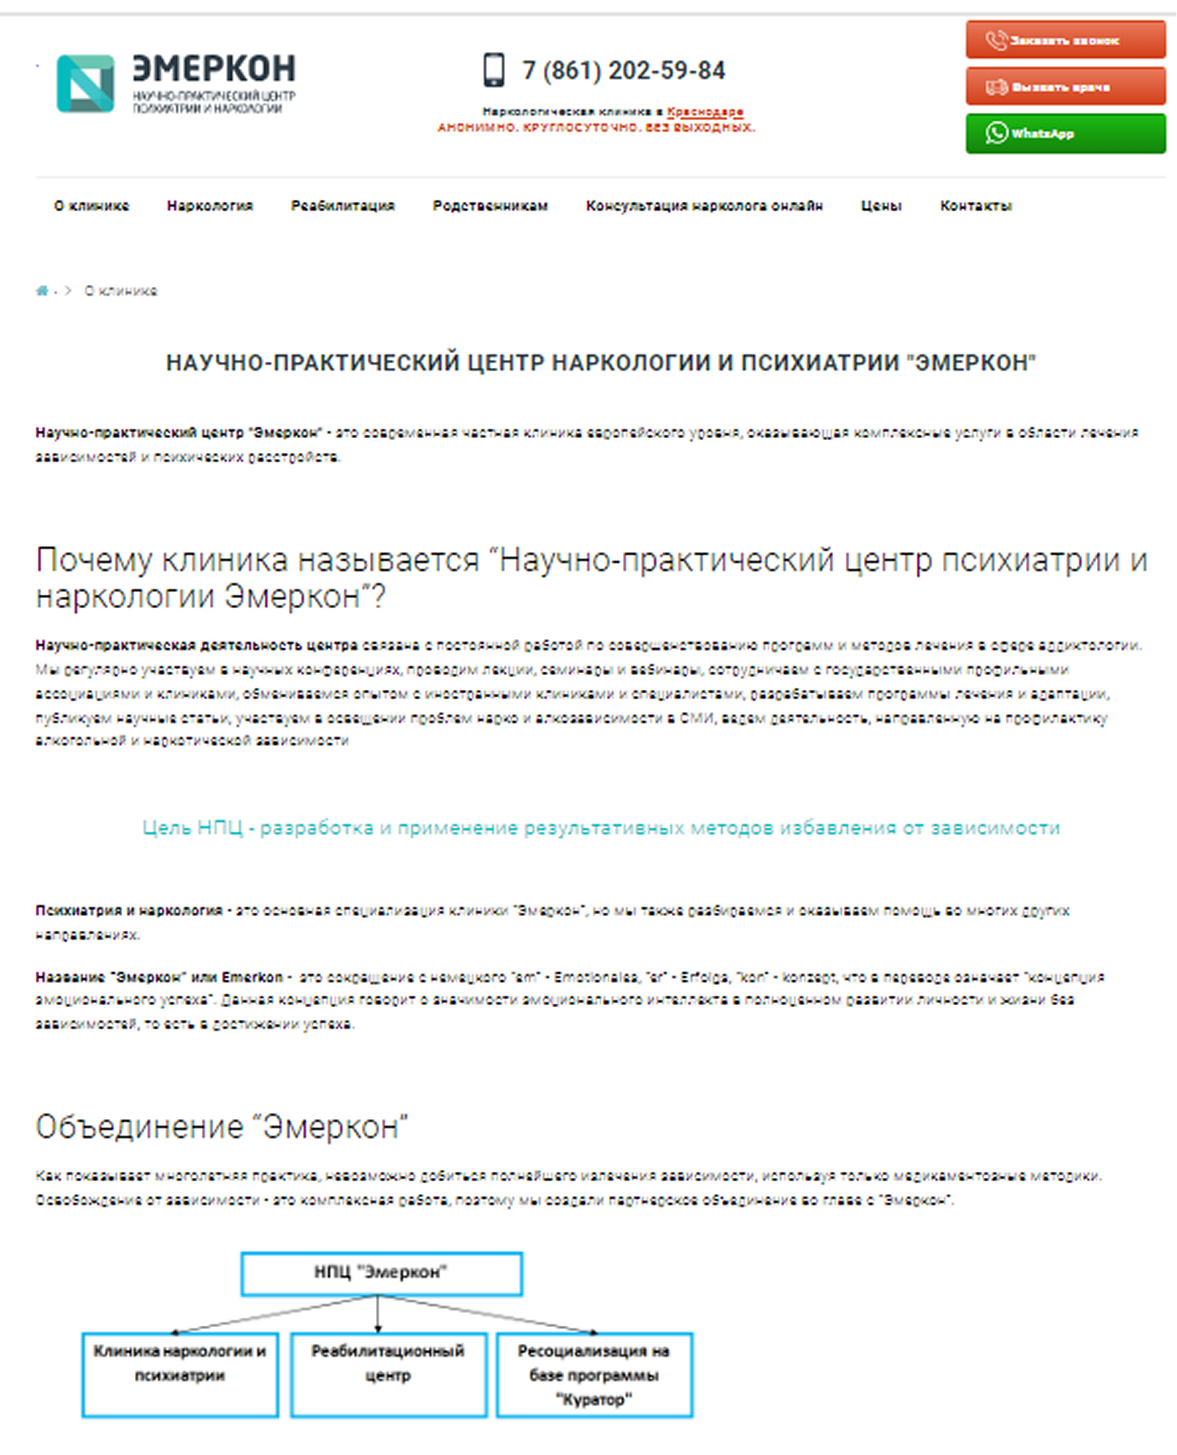 ЭМЕРКОН
НАУЧНО-ПРАКТИЧЕСКИЙ ЦЕНТР
ПСИХИАТРИИ И НАРКОЛОГИИ
7 (861) 202-59-84
Наркологическая клиника в Краснодаре
АНОНИМНО. КРУГЛОСУТОЧНО. БЕЗ ВЫХОДНЫХ.
Заказать звонок
Вызвать врача
WhatsApp
О клинике Наркология Реабилитация Родственникам Консультация нарколога онлайн Цены Контакты
О клинике
НАУЧНО-ПРАКТИЧЕСКИЙ ЦЕНТР НАРКОЛОГИИ И ПСИХИАТРИИ "ЭМЕРКОН"
Научно-практический центр "Эмеркон" - это современная частная клиника европейского уровня, оказывающая комплексные услуги в области лечения
зависимостей и психических расстройств.
Почему клиника называется “Научно-практический центр психиатрии и
наркологии Эмеркон”?
Научно-практическая деятельность центра связана с постоянной работой по совершенствованию программ и методов лечения в сфере аддиктологии.
Мы регулярно участвуем в научных конференциях, проводим лекции, семинары и вебинары, сотрудничаем с государственными профильными
ассоциациями и клиниками, обмениваемся опытом с иностранными клиниками и специалистами, разрабатываем программы лечения и адаптации,
публикуем научные статьи, участвуем в освещении проблем нарко и алкозависимости в СМИ, ведем деятельность, направленную на профилактику
алкогольной и наркотической зависимости
Цель НПЦ - разработка и применение результативных методов избавления от зависимости
Психиатрия и наркология - это основная специализация клиники "Эмеркон", но мы также разбираемся и оказываем помощь во многих других
направлениях.
Название "Эмеркон" или Emerkon - это сокращение с немецкого "em" - Emotionales, "er" - Erfolgs, "kon" - konzept, что в переводе означает "концепция
эмоционального успеха". Данная концепция говорит о значимости эмоционального интеллекта в полноценном развитии личности и жизни без
зависимостей, то есть в достижении успеха.
Объединение “Эмеркон”
Как показывает многолетняя практика, невозможно добиться полнейшего излечения зависимости, используя только медикаментозные методики.
Освобождение от зависимости - это комплексная работа, поэтому мы создали партнерское объединение во главе с "Эмеркон".
НПЦ "Эмеркон"
Клиника наркологии и
психиатрии
Реабилитационный
центр
Ресоциализация на
базе программы
"Куратор"